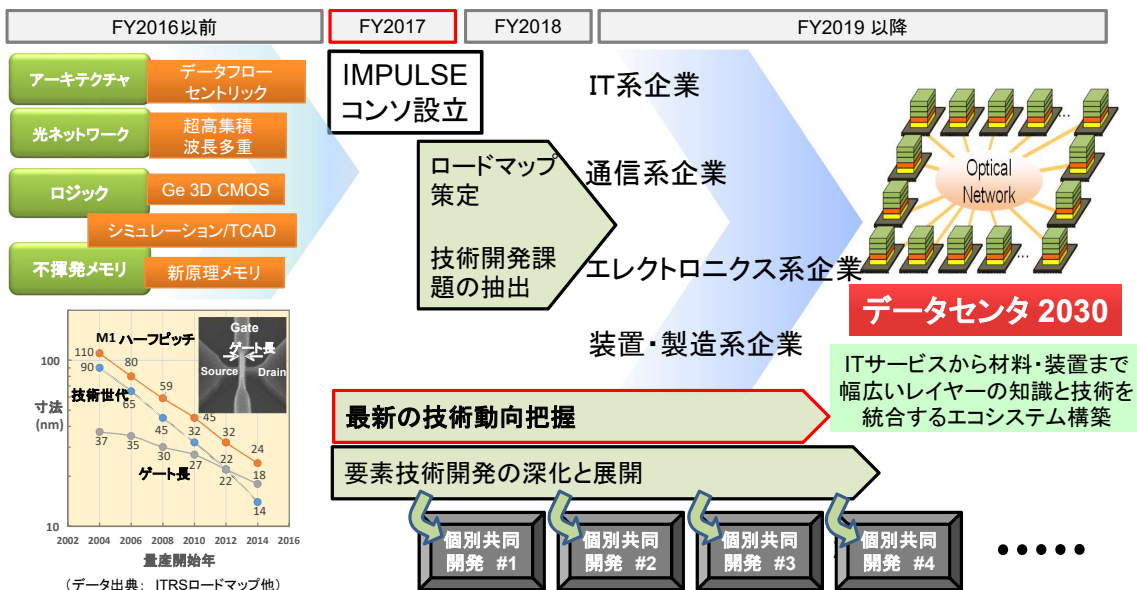 FY2016以前
FY2017
FY2018
FY2019 以降
アーキテクチャ
データフロー
セントリック
光ネットワーク
超高集積
波長多重
ロジック
Ge 3D CMOS
シミュレーション/TCAD
不揮発メモリ
新原理メモリ
IMPULSE
コンソ設立
ロードマップ
策定
技術開発課
題の抽出
IT系企業
通信系企業
エレクトロニクス系企業
装置・製造系企業
...
Optical
Network
...
データセンタ 2030
ITサービスから材料・装置まで
幅広いレイヤーの知識と技術を
統合するエコシステム構築
M1 ハーフピッチ
110
100
90
80
59
45
32
24
技術世代
65
45
32
22
14
寸法
(nm)
37
35
30
27
22
18
ゲート長
10
Gate
ゲート長
Source
Drain
2002
2004
2006
2008
2010
2012
2014
2016
量産開始年
（データ出典： ITRSロードマップ他）
最新の技術動向把握
要素技術開発の深化と展開
個別共同
開発 #1
個別共同
開発 #2
個別共同
開発 #3
個別共同
開発 #4
•••••